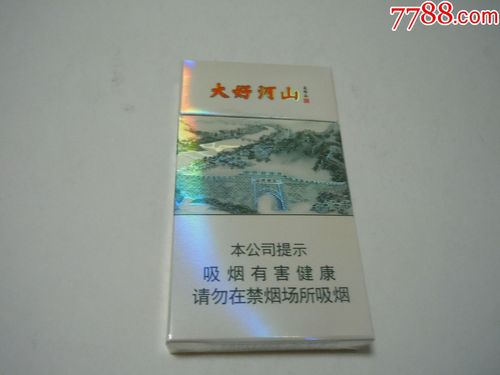 7788.com
大好河山
本公司提示
吸烟有害健康
请勿在禁烟场所吸烟